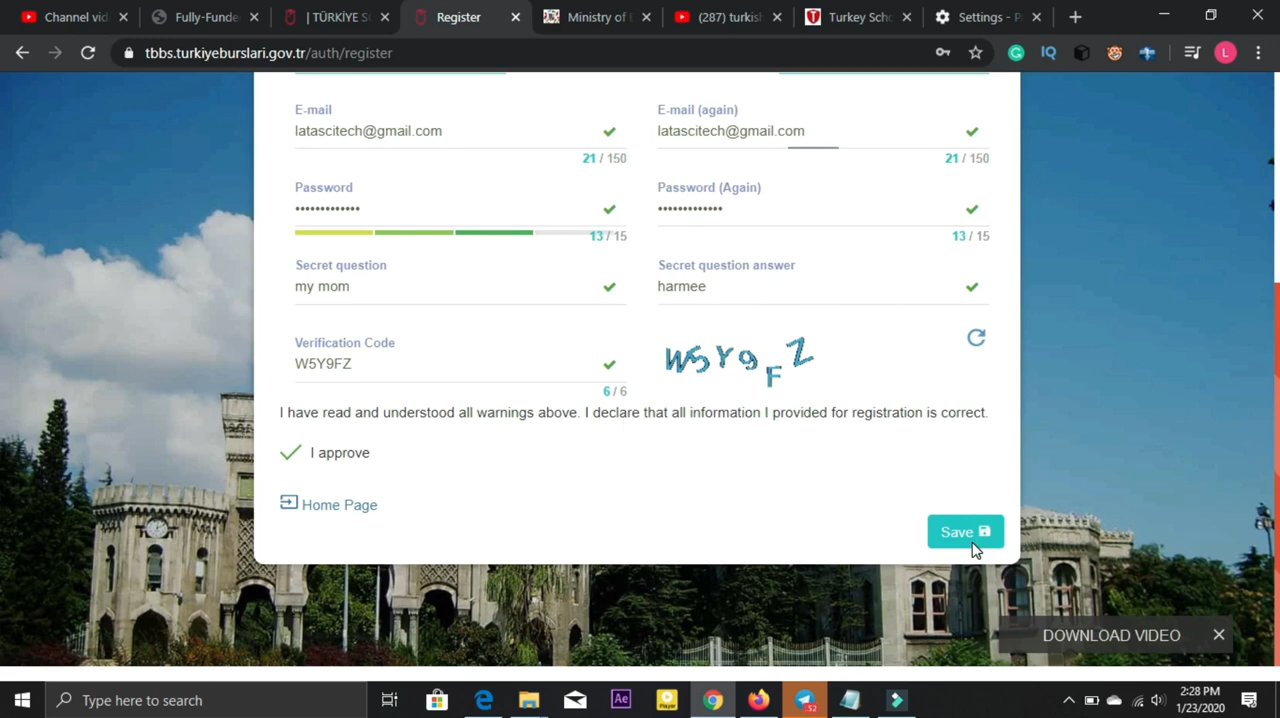 Channel vid
Fully-Funde
| TÜRKİYE S
Register
Ministry of E
(287) turkish
Turkey Scho
Settings - P
tbbs.turkiyeburslari.gov.tr/auth/register
E-mail
E-mail (again)
latascitech@gmail.com
latascitech@gmail.com
21 / 150
21 / 150
Password
Password (Again)
•••••••••••••
•••••••••••••
13 / 15
13 / 15
Secret question
Secret question answer
my mom
harmee
Verification Code
W5Y9FZ
W5Y9FZ
6 / 6
I have read and understood all warnings above. I declare that all information I provided for registration is correct.
I approve
Home Page
Save
DOWNLOAD VIDEO
Type here to search
2:28 PM
1/23/2020